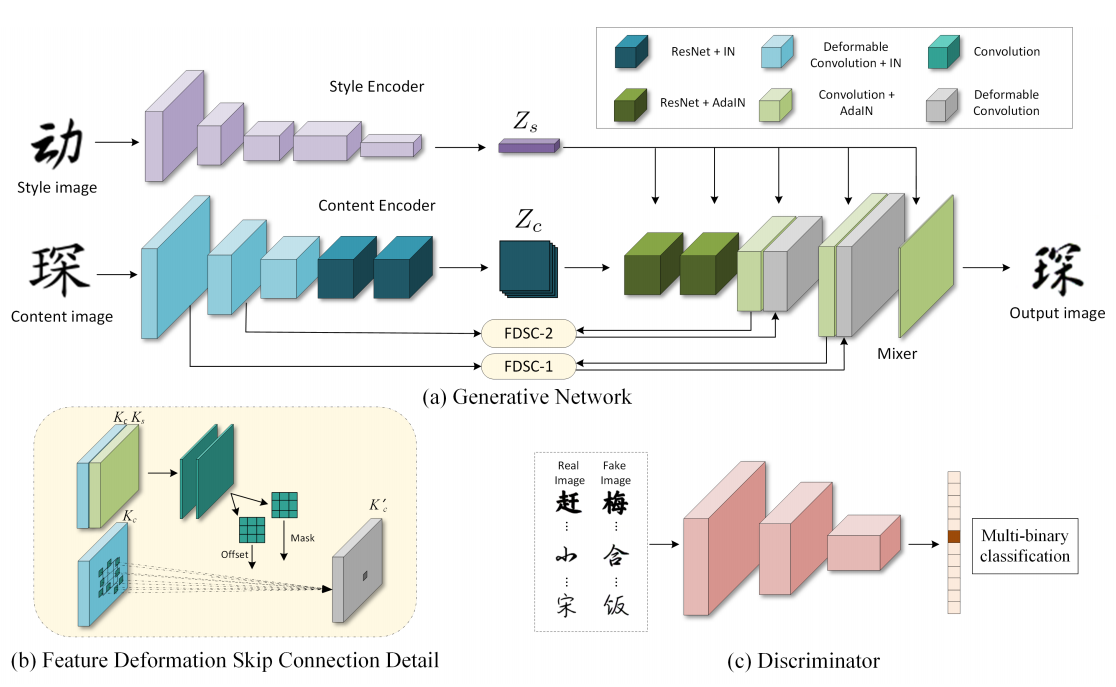 ResNet + IN
Deformable
Convolution + IN
Convolution
ResNet + AdaIN
Convolution +
AdaIN
Deformable
Convolution
Style Encoder
Z_s
动
Style image
Content Encoder
Z_c
琛
Content image
琛
Output image
Mixer
FDSC-2
FDSC-1
(a) Generative Network
K_c K_s
K_c
Offset
Mask
K'_c
(b) Feature Deformation Skip Connection Detail
Real
Image
Fake
Image
赶 梅
⋮ ⋮
小 合
⋮ ⋮
宋 饭
Multi-binary
classification
(c) Discriminator